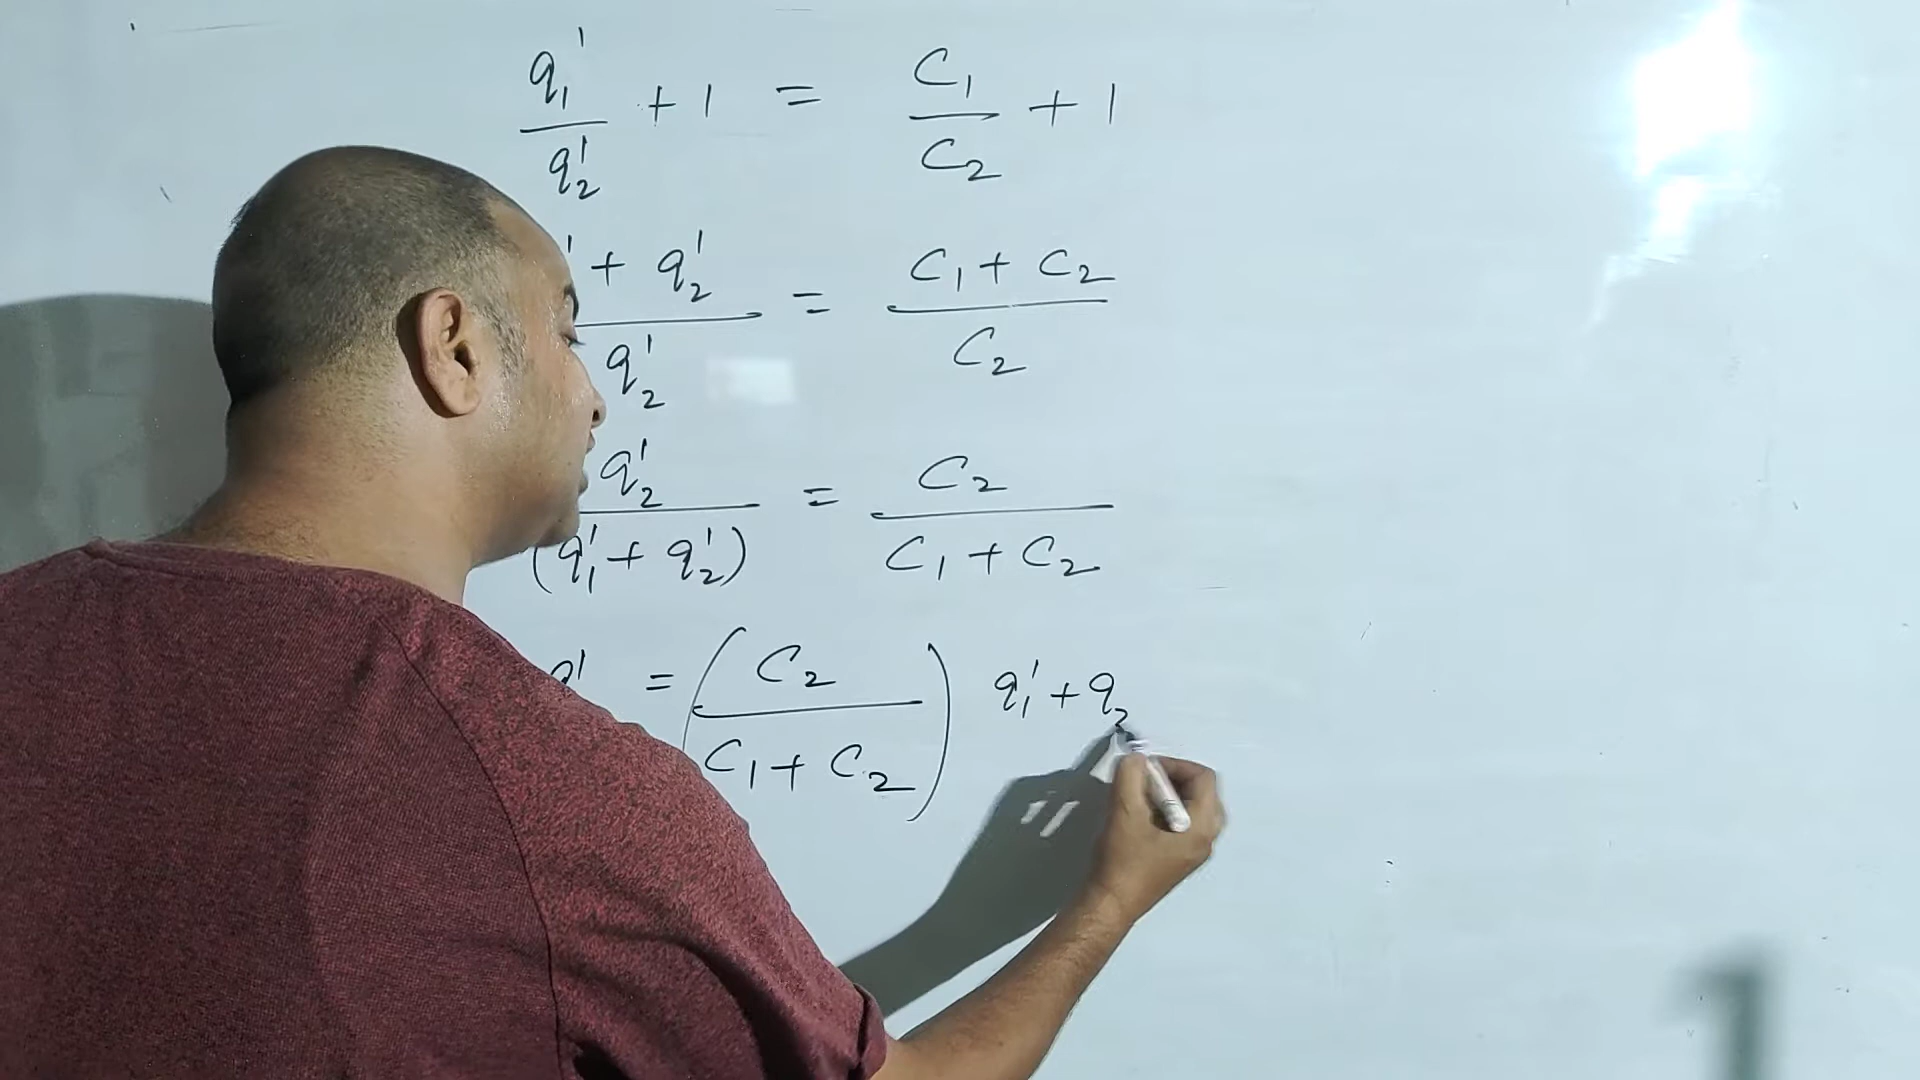 q₁'/q₂' + 1 = C₁/C₂ + 1
' + q₂'/q₂' = (C₁ + C₂)/C₂
q₂'/(q₁' + q₂') = C₂/(C₁ + C₂)
q' = (C₂/(C₁ + C₂)) q₁' + q₂